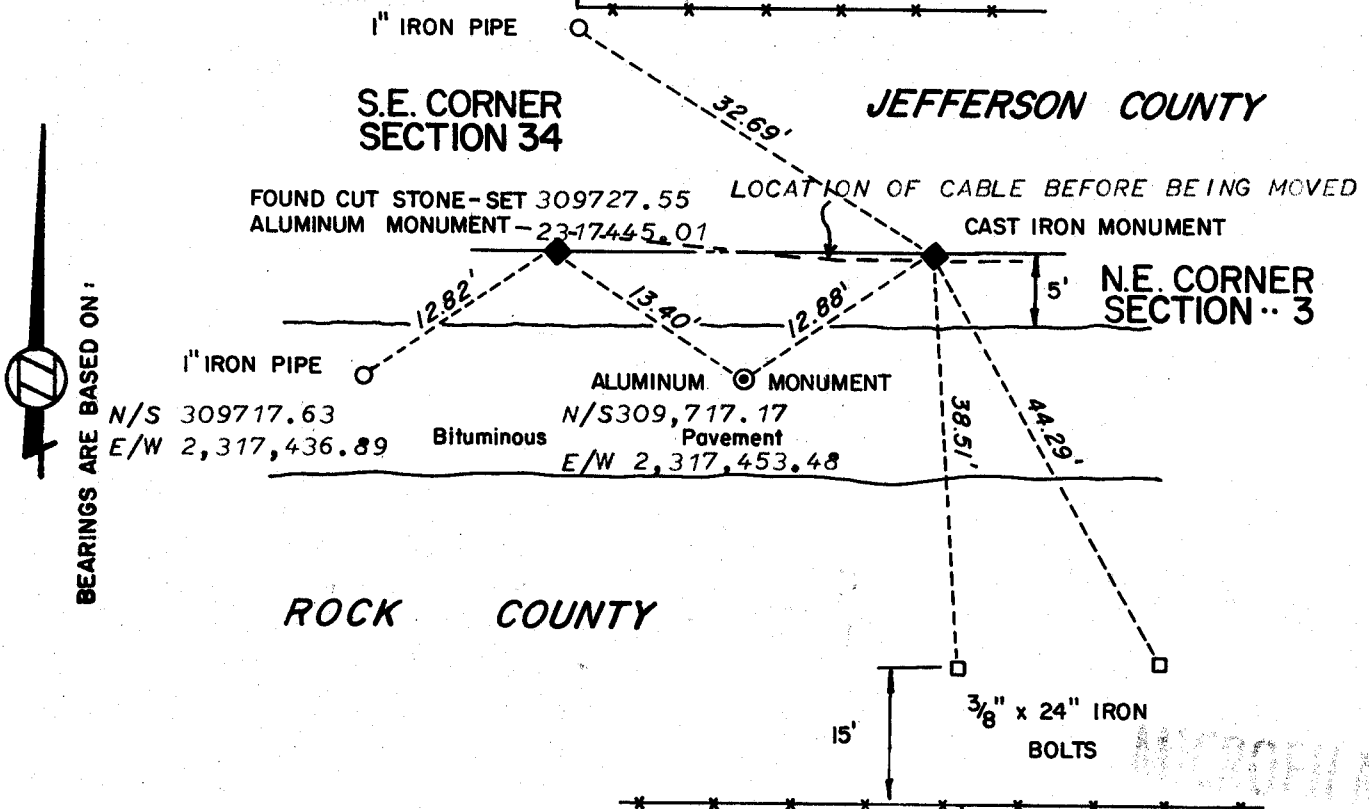 1" IRON PIPE
S.E. CORNER
SECTION 34
32.69'
JEFFERSON COUNTY
FOUND CUT STONE-SET 309727.55
ALUMINUM MONUMENT-2317445.01
LOCATION OF CABLE BEFORE BEING MOVED
CAST IRON MONUMENT
5'
N.E. CORNER
SECTION 3
12.82'
13.40'
12.88'
BEARINGS ARE BASED ON:
1" IRON PIPE
N/S 309717.63
E/W 2,317,436.89
ALUMINUM MONUMENT
N/S309,717.17
Bituminous Pavement
E/W 2,317,453.48
38.51'
44.29'
ROCK COUNTY
15'
3/8" x 24" IRON
BOLTS